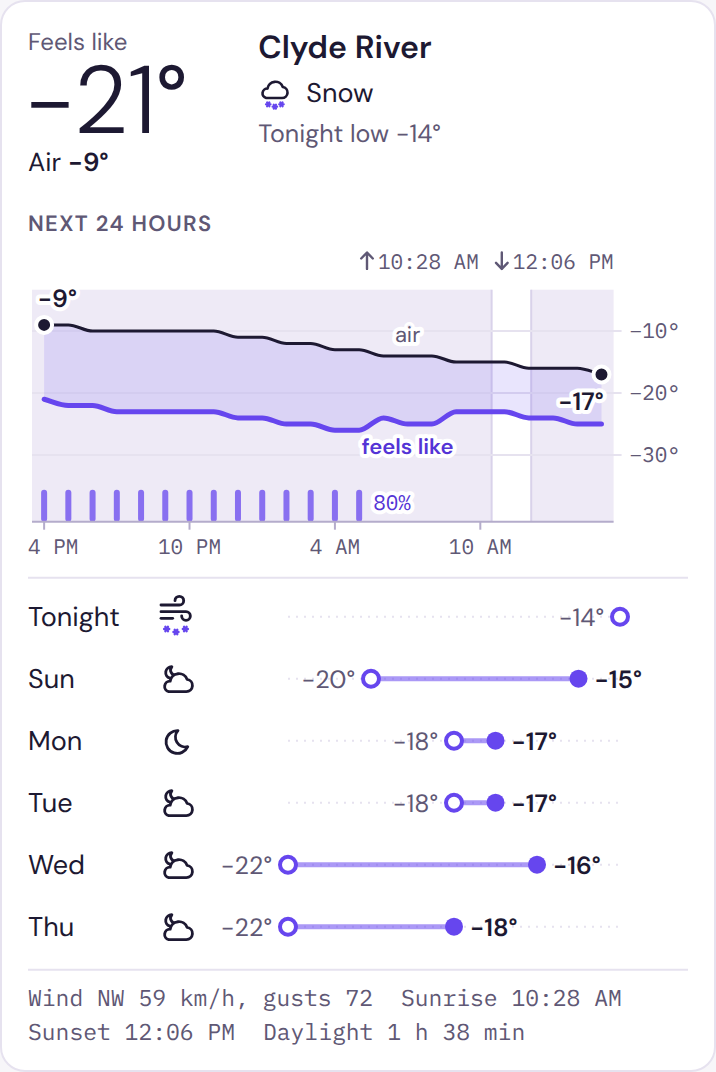 Feels like
−21°
Air −9°
Clyde River
Snow
Tonight low −14°
NEXT 24 HOURS
↑10:28 AM ↓12:06 PM
−9°
air
−10°
−20°
−17°
feels like
−30°
80%
4 PM 10 PM 4 AM 10 AM
Tonight −14°
Sun −20° −15°
Mon −18° −17°
Tue −18° −17°
Wed −22° −16°
Thu −22° −18°
Wind NW 59 km/h, gusts 72 Sunrise 10:28 AM
Sunset 12:06 PM Daylight 1 h 38 min